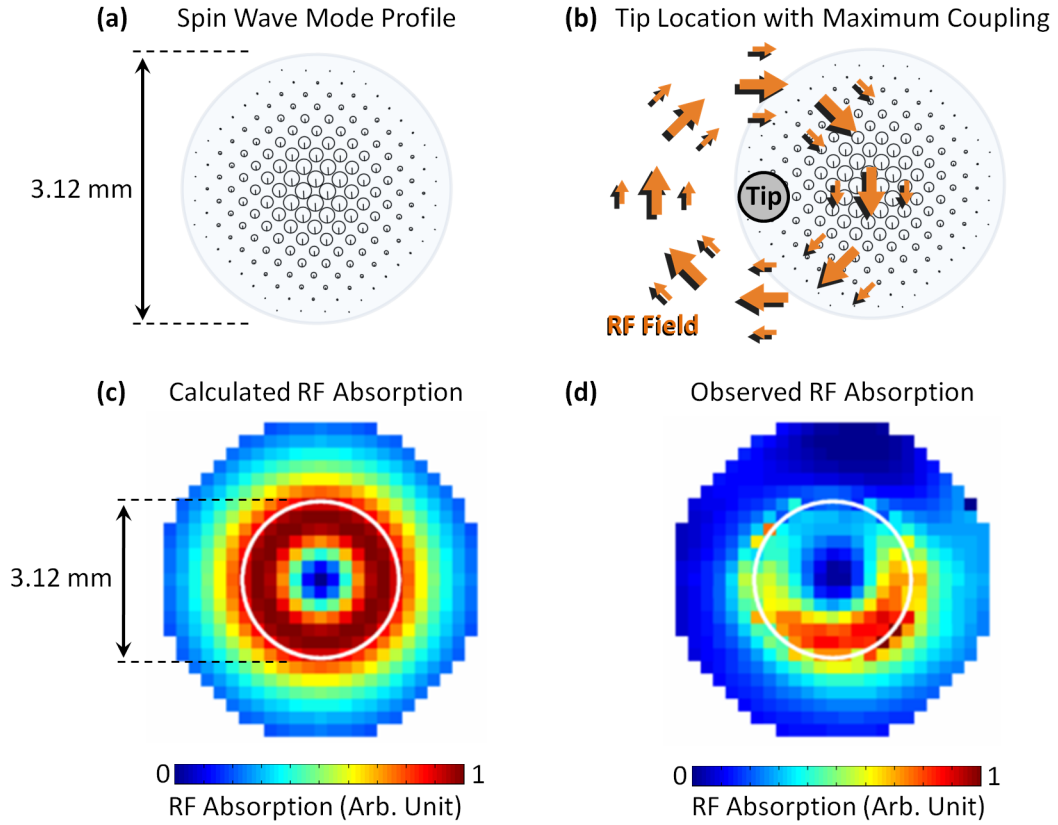 (a) Spin Wave Mode Profile
(b) Tip Location with Maximum Coupling
3.12 mm
Tip
RF Field
(c) Calculated RF Absorption
(d) Observed RF Absorption
3.12 mm
0 1
RF Absorption (Arb. Unit)
0 1
RF Absorption (Arb. Unit)